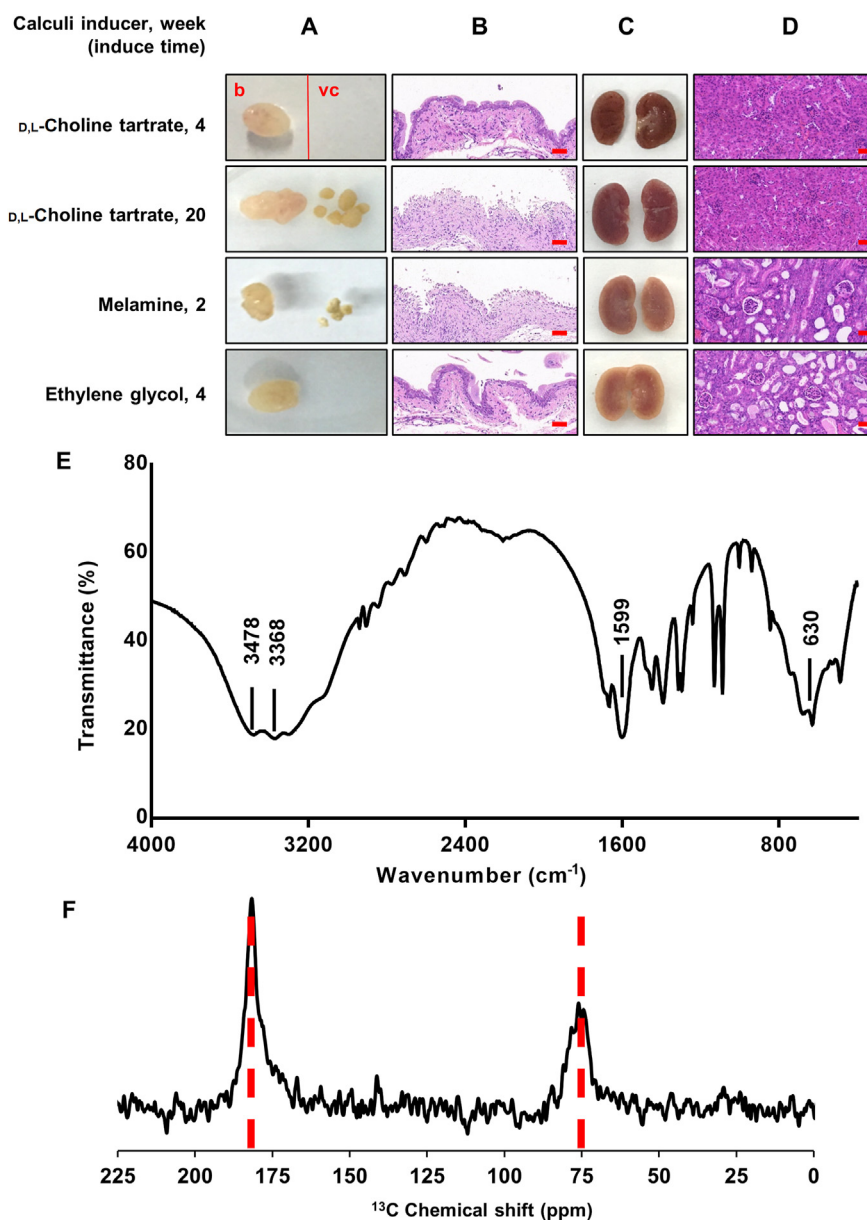 Calculi inducer, week
(induce time)
A
B
C
D
b
vc
D,L-Choline tartrate, 4
D,L-Choline tartrate, 20
Melamine, 2
Ethylene glycol, 4
E
80
60
40
20
0
Transmittance (%)
3478
3368
1599
630
4000 3200 2400 1600 800
Wavenumber (cm⁻¹)
F
225 200 175 150 125 100 75 50 25 0
¹³C Chemical shift (ppm)